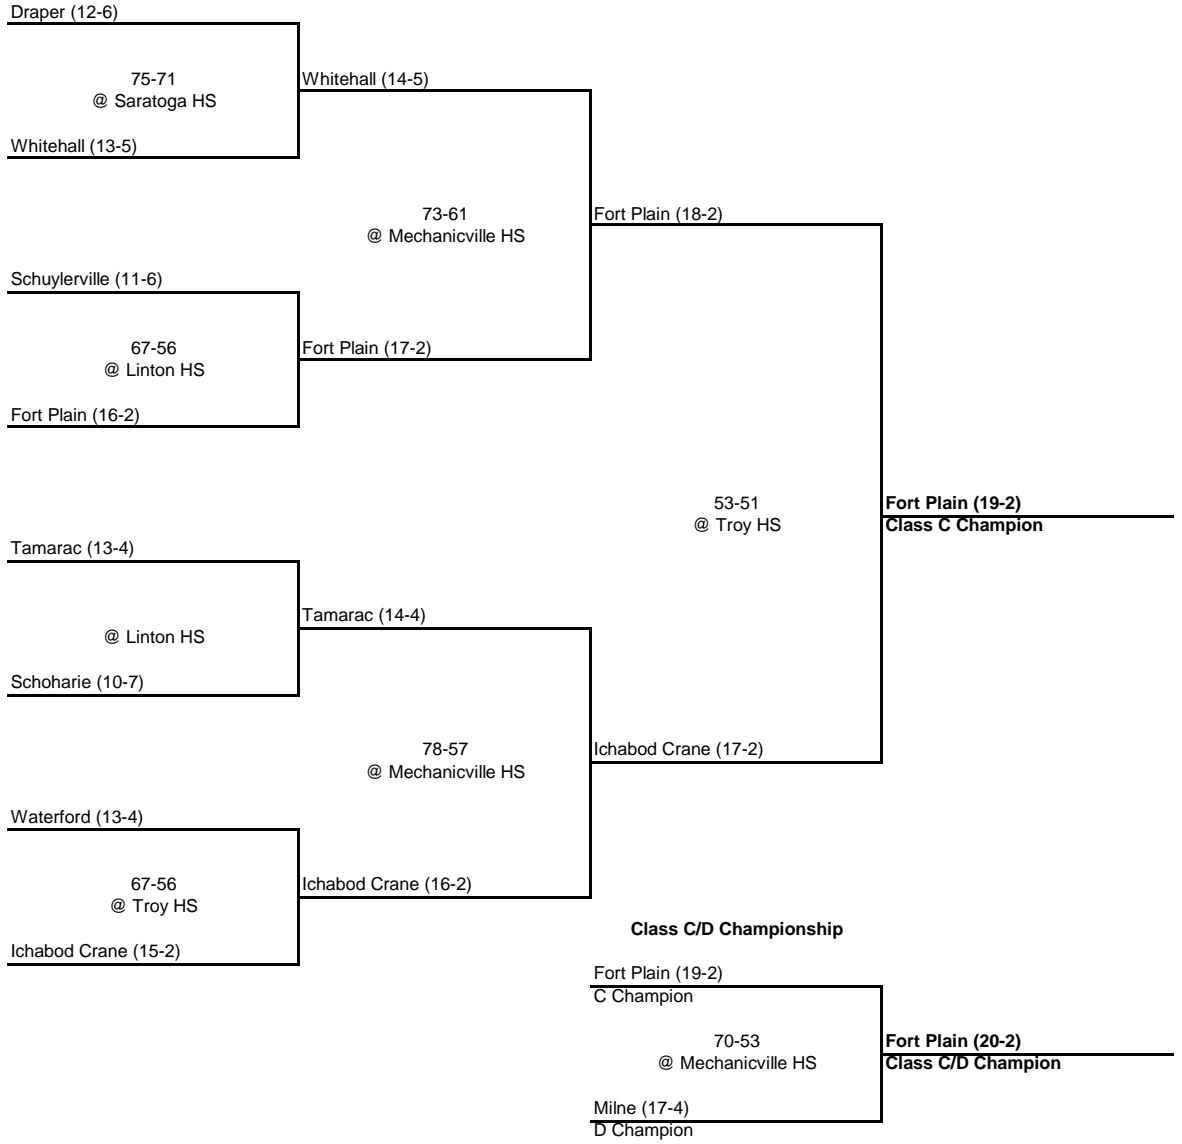 Draper (12-6)
75-71
@ Saratoga HS
Whitehall (14-5)
Whitehall (13-5)
73-61
@ Mechanicville HS
Fort Plain (18-2)
Schuylerville (11-6)
67-56
@ Linton HS
Fort Plain (17-2)
Fort Plain (16-2)
53-51
@ Troy HS
Fort Plain (19-2)
Class C Champion
Tamarac (13-4)
@ Linton HS
Tamarac (14-4)
Schoharie (10-7)
78-57
@ Mechanicville HS
Ichabod Crane (17-2)
Waterford (13-4)
67-56
@ Troy HS
Ichabod Crane (16-2)
Ichabod Crane (15-2)
Class C/D Championship
Fort Plain (19-2)
C Champion
70-53
@ Mechanicville HS
Fort Plain (20-2)
Class C/D Champion
Milne (17-4)
D Champion